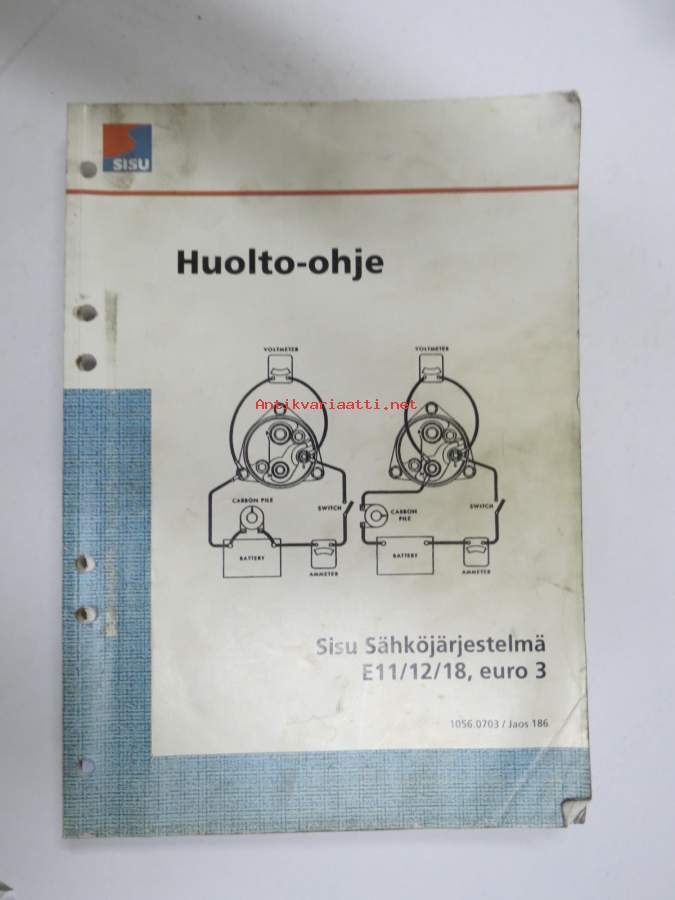 SISU
Huolto-ohje
VOLTMETER
VOLTMETER
Antikvariaatti.net
CARBON PILE
SWITCH
BATTERY
AMMETER
SWITCH
CARBON
PILE
BATTERY
AMMETER
Sisu Sähköjärjestelmä
E11/12/18, euro 3
1056.0703 / Jaos 186